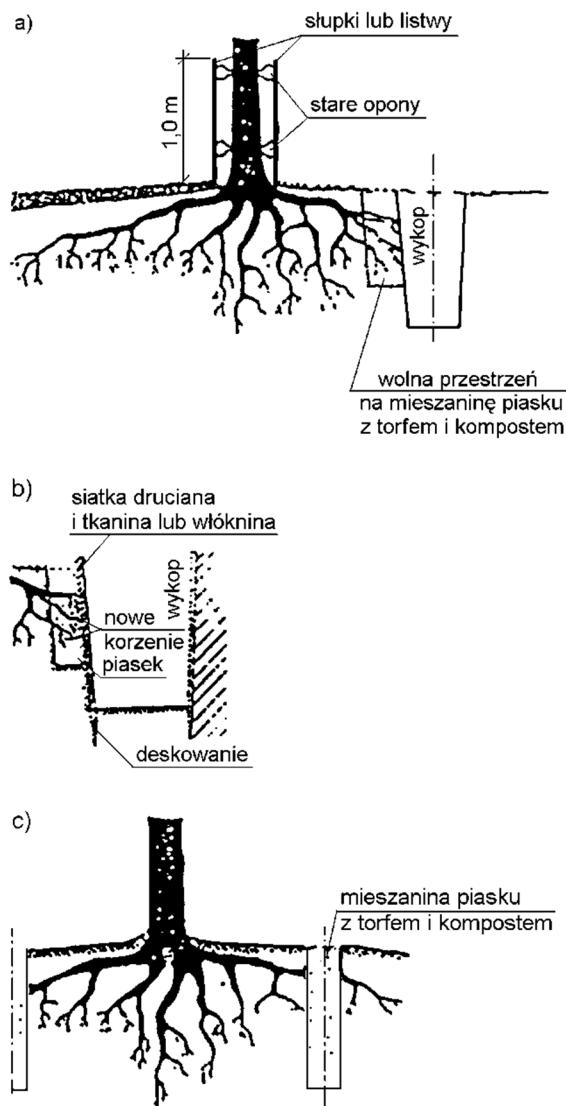 a)
słupki lub listwy
stare opony
1,0 m
wykop
wolna przestrzeń
na mieszaninę piasku
z torfem i kompostem
b)
siatka druciana
i tkanina lub włóknina
wykop
nowe
korzenie
piasek
deskowanie
c)
mieszanina piasku
z torfem i kompostem